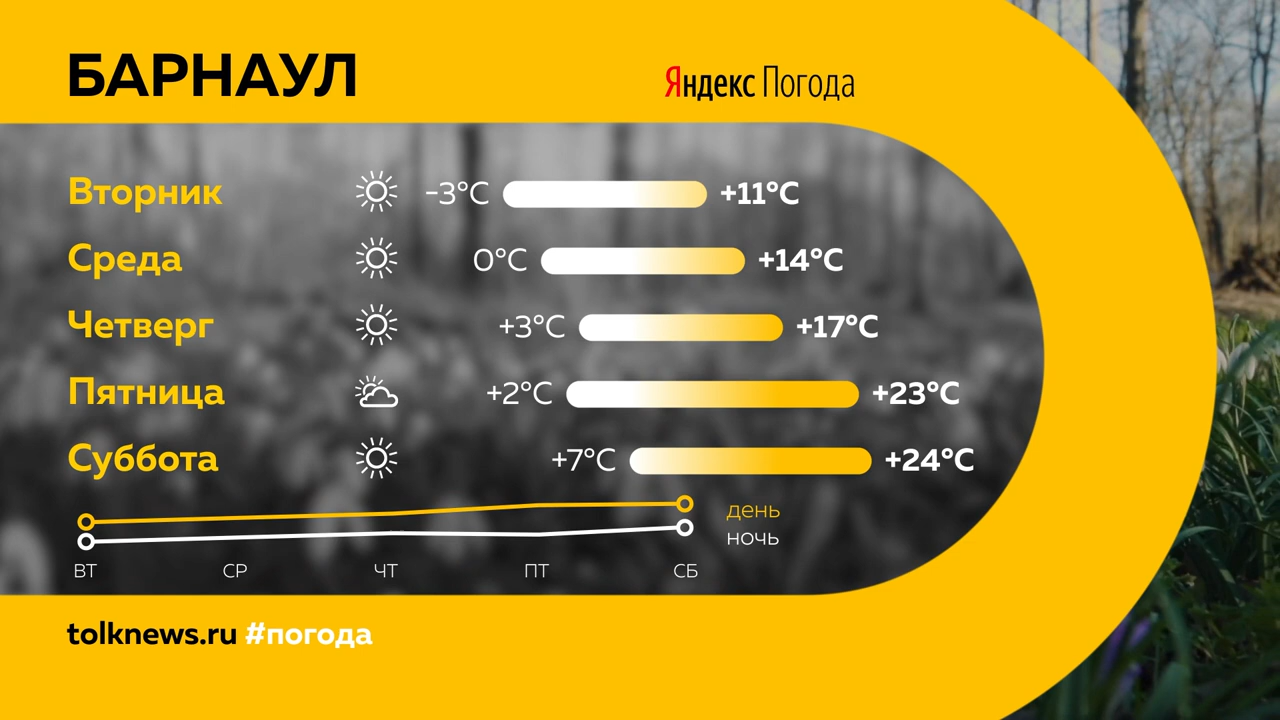 БАРНАУЛ
Яндекс Погода
Вторник -3°C +11°C
Среда 0°C +14°C
Четверг +3°C +17°C
Пятница +2°C +23°C
Суббота +7°C +24°C
день
ночь
ВТ СР ЧТ ПТ СБ
tolknews.ru #погода